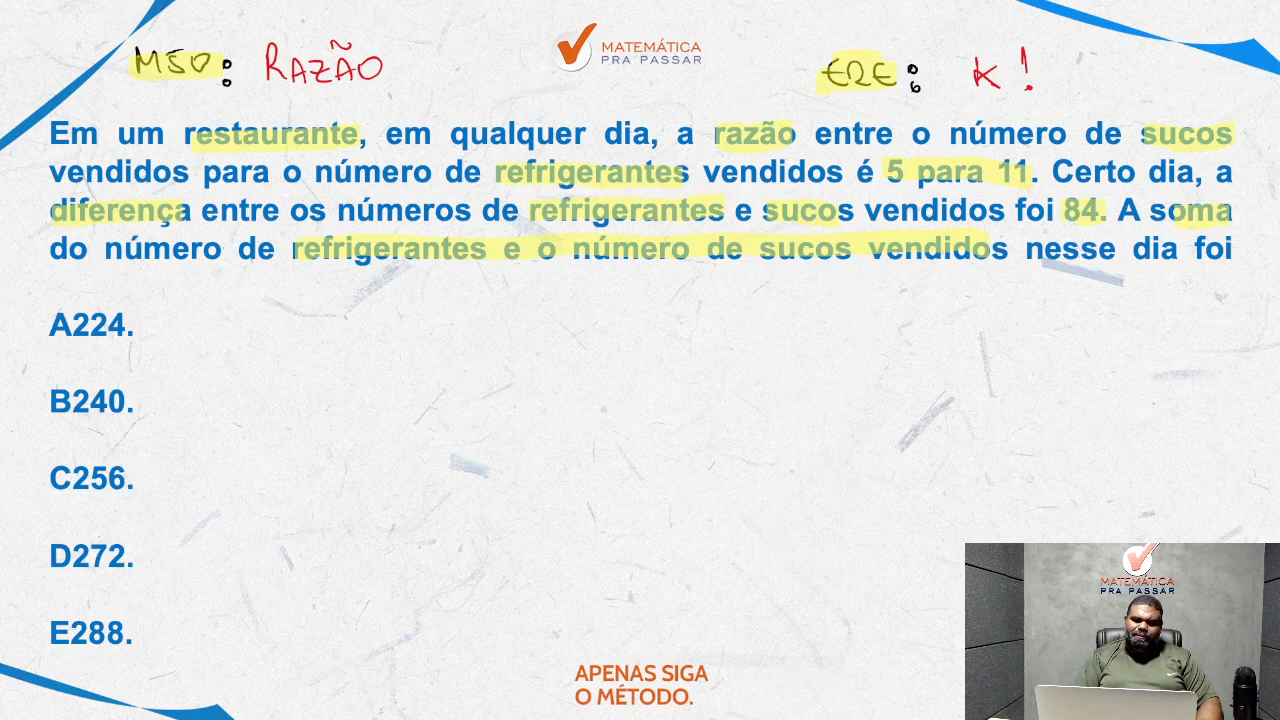 M50: RAZÃO
MATEMÁTICA
PRA PASSAR
K!
Em um restaurante, em qualquer dia, a razão entre o número de sucos
vendidos para o número de refrigerantes vendidos é 5 para 11. Certo dia, a
diferença entre os números de refrigerantes e sucos vendidos foi 84. A soma
do número de refrigerantes e o número de sucos vendidos nesse dia foi
A224.
B240.
C256.
D272.
E288.
MATEMÁTICA
PRA PASSAR
APENAS SIGA
O MÉTODO.